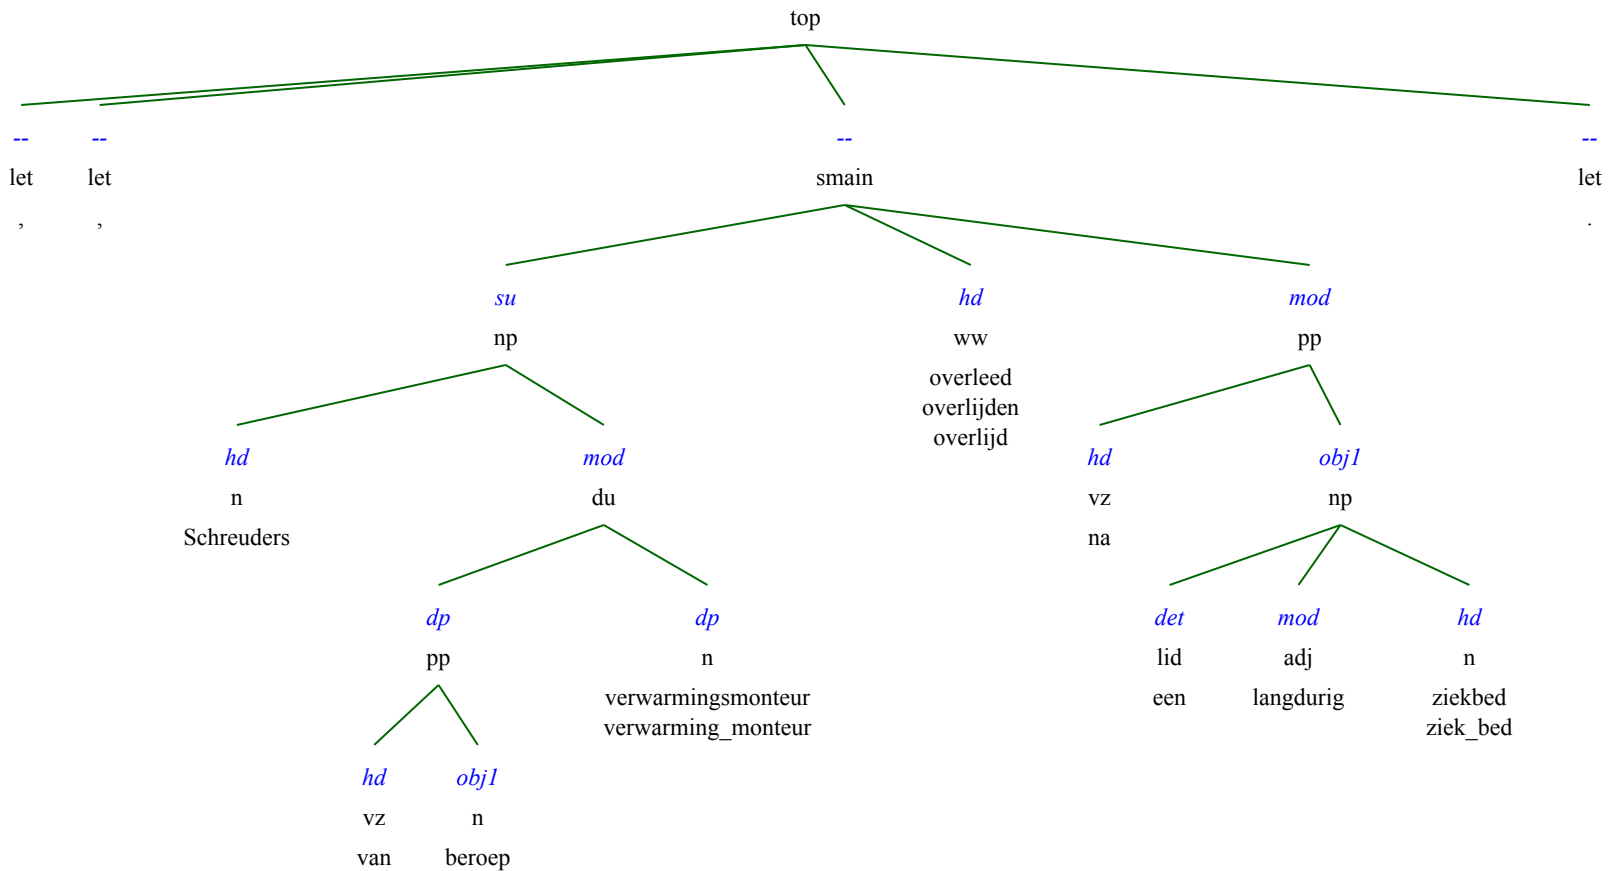 top
-- -- -- --
let let smain let
, , .
su hd mod
np ww pp
overleed
overlijden
overlijd
hd mod hd obj1
n du vz np
Schreuders na
dp dp det mod hd
pp n lid adj n
verwarmingsmonteur een langdurig ziekbed
verwarming_monteur ziek_bed
hd obj1
vz n
van beroep